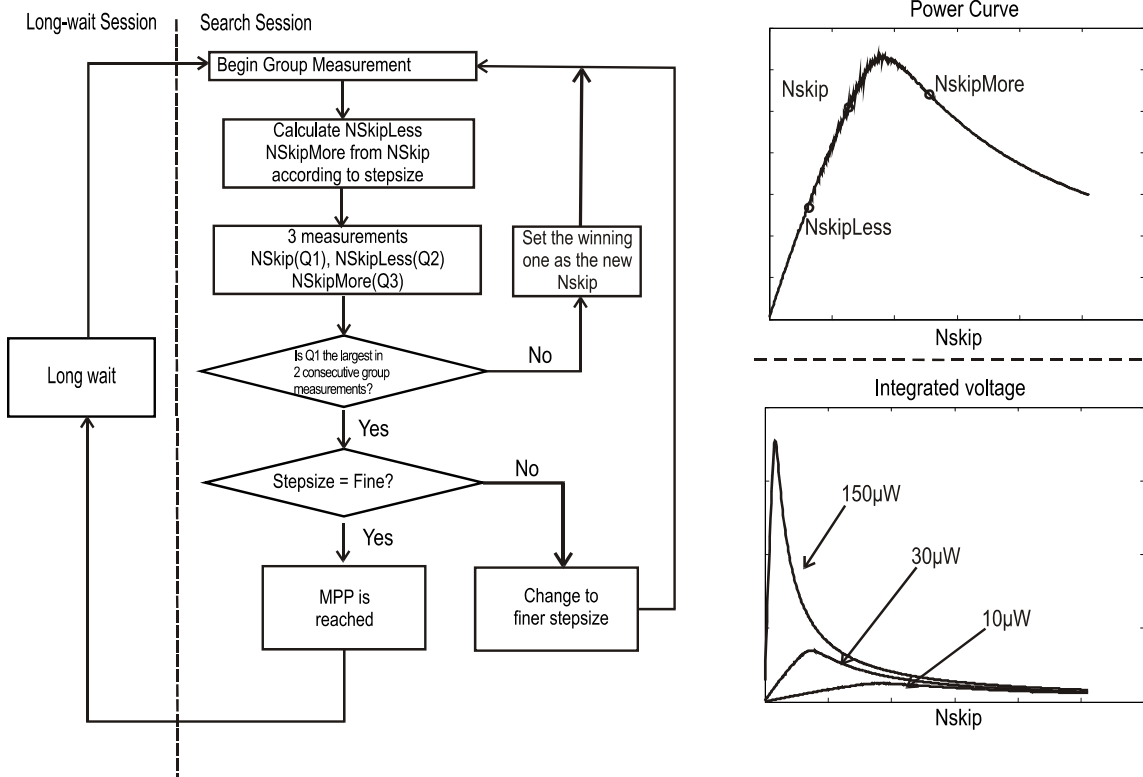 Long-wait Session
Search Session
Begin Group Measurement
Calculate NSkipLess
NSkipMore from NSkip
according to stepsize
3 measurements
NSkip(Q1), NSkipLess(Q2)
NSkipMore(Q3)
Set the winning
one as the new
Nskip
Is Q1 the largest in
2 consecutive group
measurements?
No
Yes
Long wait
Stepsize = Fine?
No
Yes
MPP is
reached
Change to
finer stepsize
Power Curve
Nskip
NskipMore
NskipLess
Nskip
Integrated voltage
150µW
30µW
10µW
Nskip